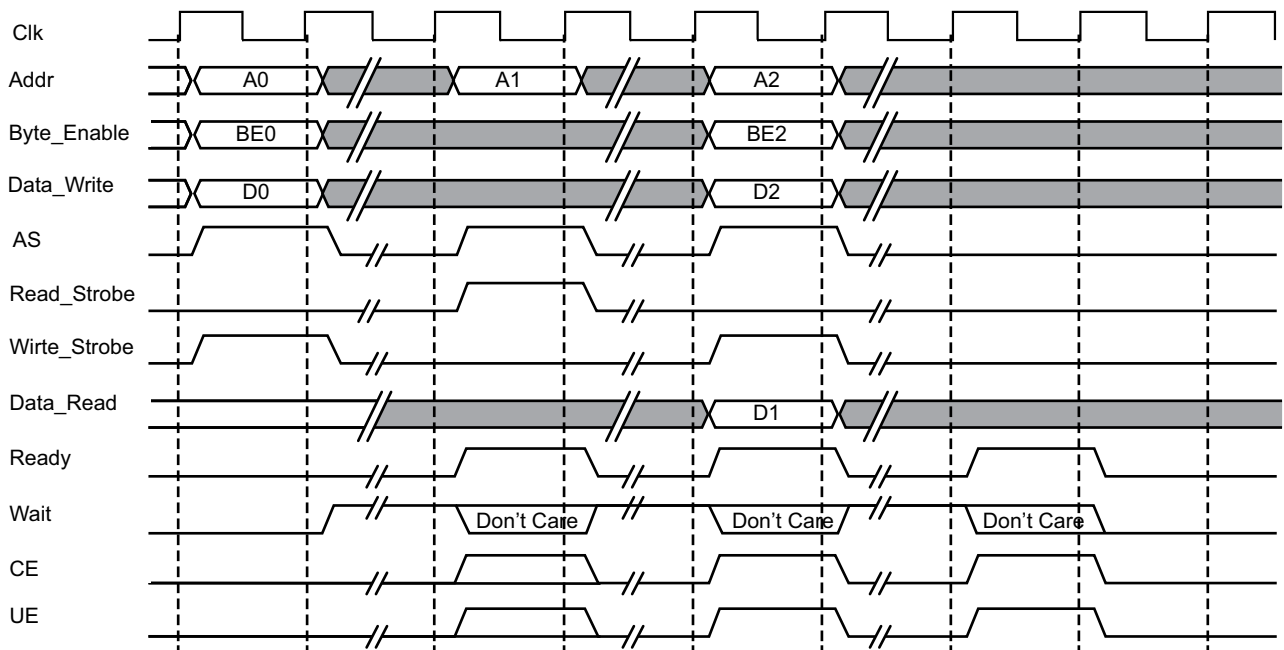 Clk
Addr A0 A1 A2
Byte_Enable BE0 BE2
Data_Write D0 D2
AS
Read_Strobe
Wirte_Strobe
Data_Read D1
Ready
Wait Don't Care Don't Care Don't Care
CE
UE